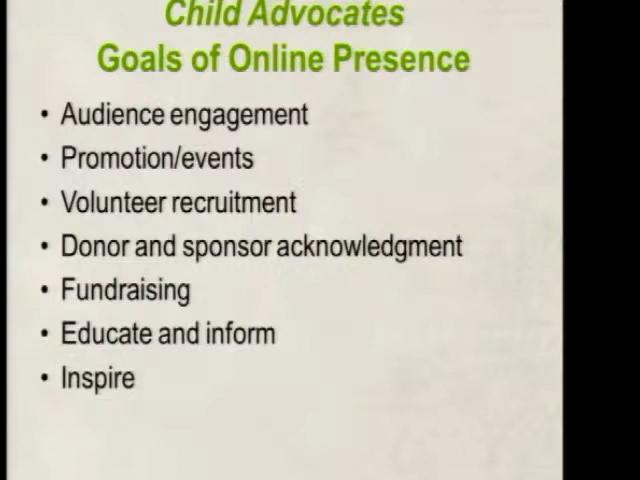 Child Advocates
Goals of Online Presence
• Audience engagement
• Promotion/events
• Volunteer recruitment
• Donor and sponsor acknowledgment
• Fundraising
• Educate and inform
• Inspire